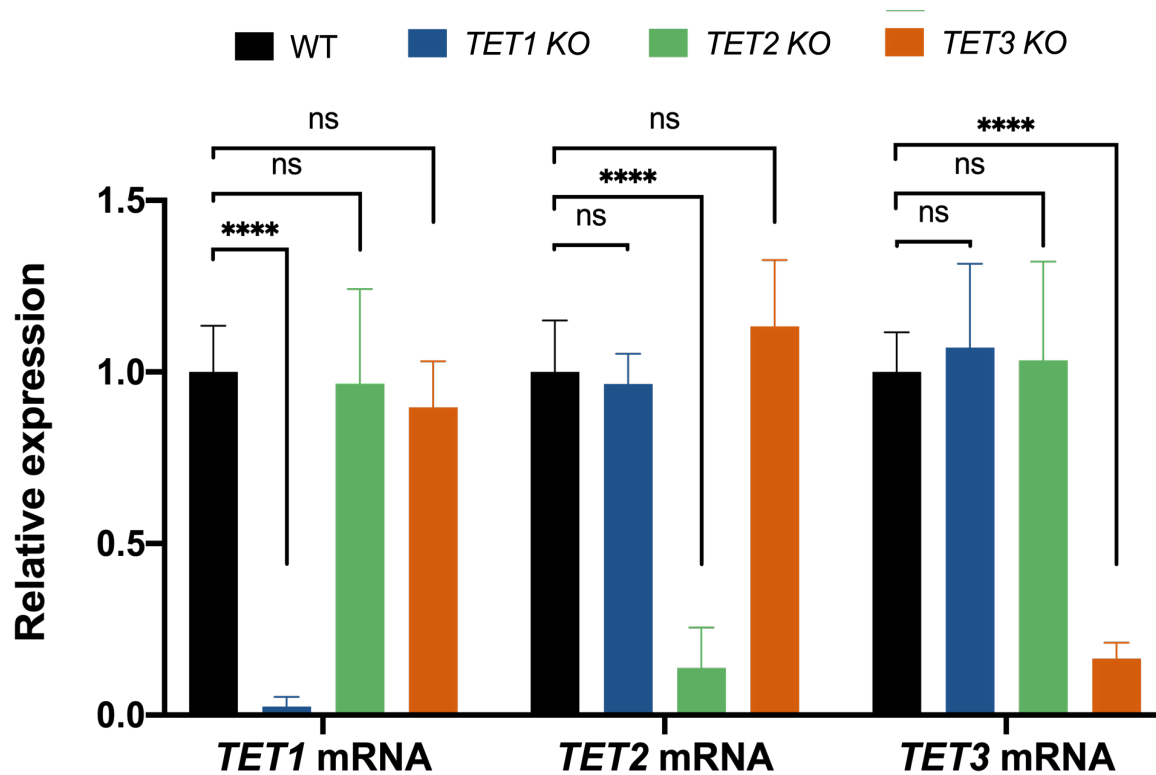 WT TET1 KO TET2 KO TET3 KO
ns ns ****
ns **** ns
**** ns ns
1.5
1.0
0.5
0.0
Relative expression
TET1 mRNA TET2 mRNA TET3 mRNA